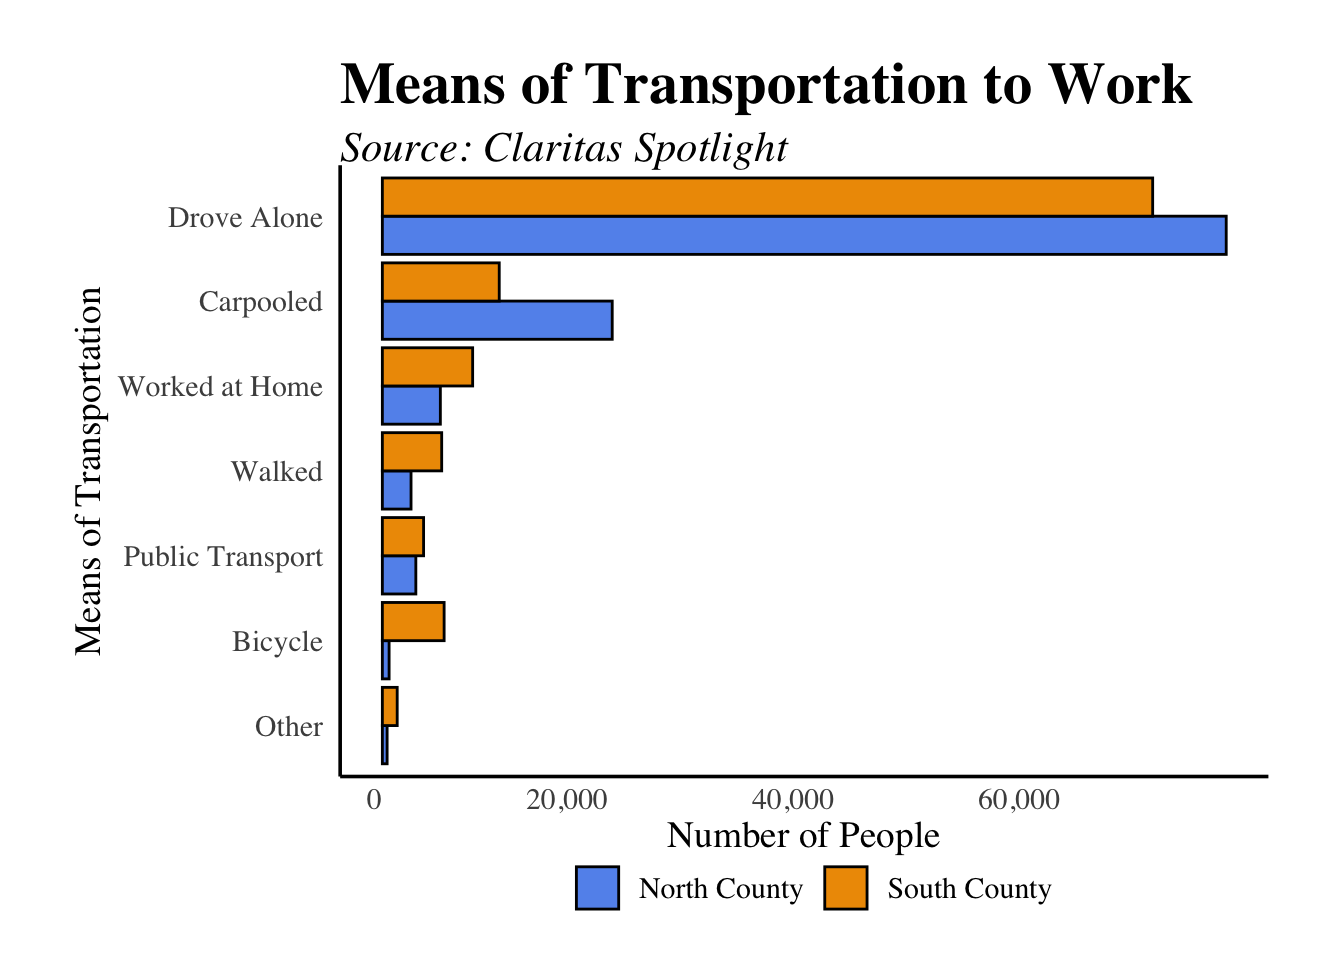 Means of Transportation to Work
Source: Claritas Spotlight
Means of Transportation
Drove Alone
Carpooled
Worked at Home
Walked
Public Transport
Bicycle
Other
0 20,000 40,000 60,000
Number of People
North County South County